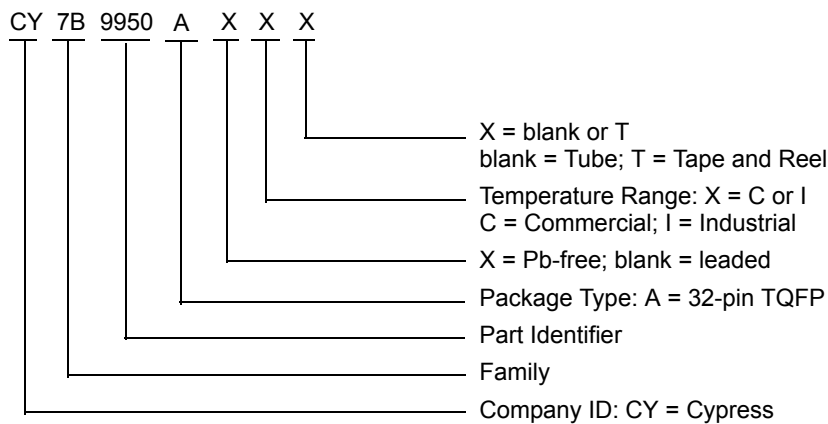 CY 7B 9950 A X X X
X = blank or T
blank = Tube; T = Tape and Reel
Temperature Range: X = C or I
C = Commercial; I = Industrial
X = Pb-free; blank = leaded
Package Type: A = 32-pin TQFP
Part Identifier
Family
Company ID: CY = Cypress